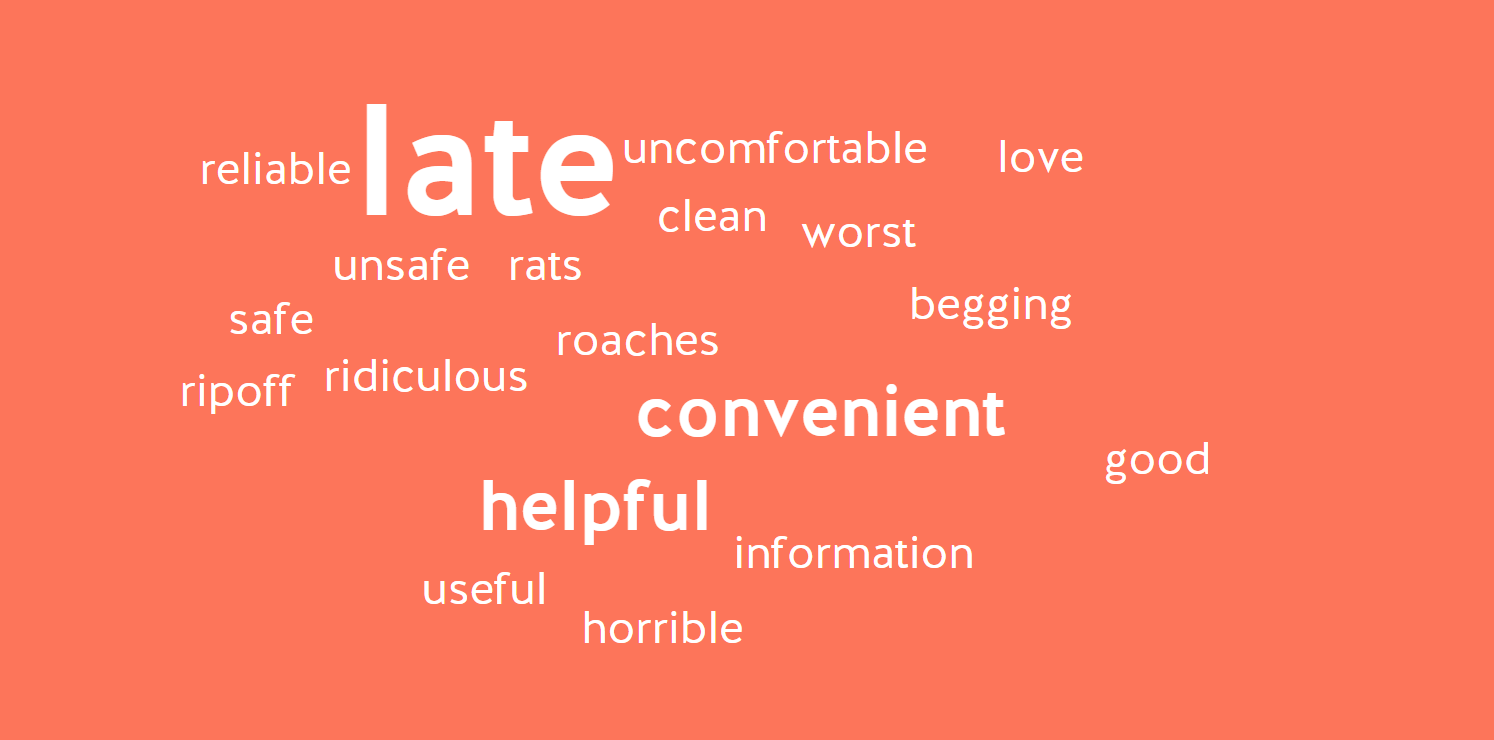 reliable late uncomfortable love
clean worst
unsafe rats
begging
safe
roaches
ripoff ridiculous
convenient
good
helpful
information
useful
horrible